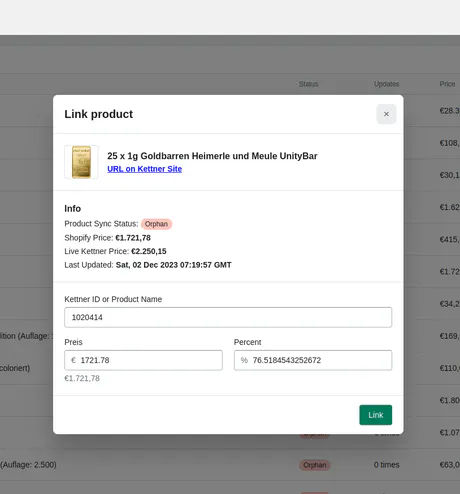 Status Updates Price
€28.3
Link product
€108,
25 x 1g Goldbarren Heimerle und Meule UnityBar
URL on Kettner Site
€30,1
Info
€1.62
Product Sync Status: Orphan
Shopify Price: €1.721,78
€415,
Live Kettner Price: €2.250,15
Last Updated: Sat, 02 Dec 2023 07:19:57 GMT
€1.72
Kettner ID or Product Name
€34,2
1020414
lition (Auflage:
€169,
Preis Percent
€ 1721.78 % 76.5184543252672
coloriert)
€110,
€1.721,78
€1.80
Link
€1.07
(Auflage: 2.500) Orphan 0 times €63,0